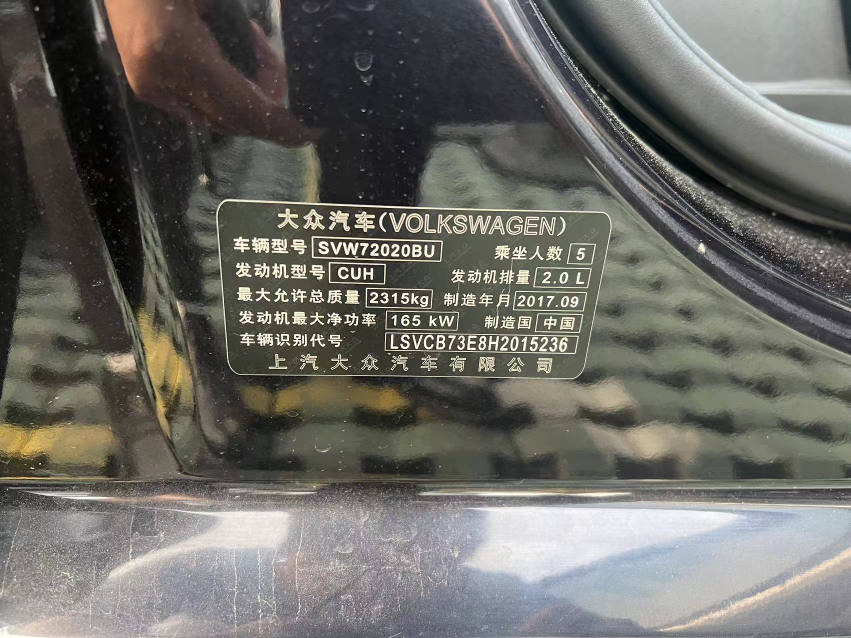 大众汽车(VOLKSWAGEN)
车辆型号 SVW72020BU 乘坐人数 5
发动机型号 CUH 发动机排量 2.0 L
最大允许总质量 2315kg 制造年月 2017.09
发动机最大净功率 165 kW 制造国 中国
车辆识别代号 LSVCB73E8H2015236
上汽大众汽车有限公司